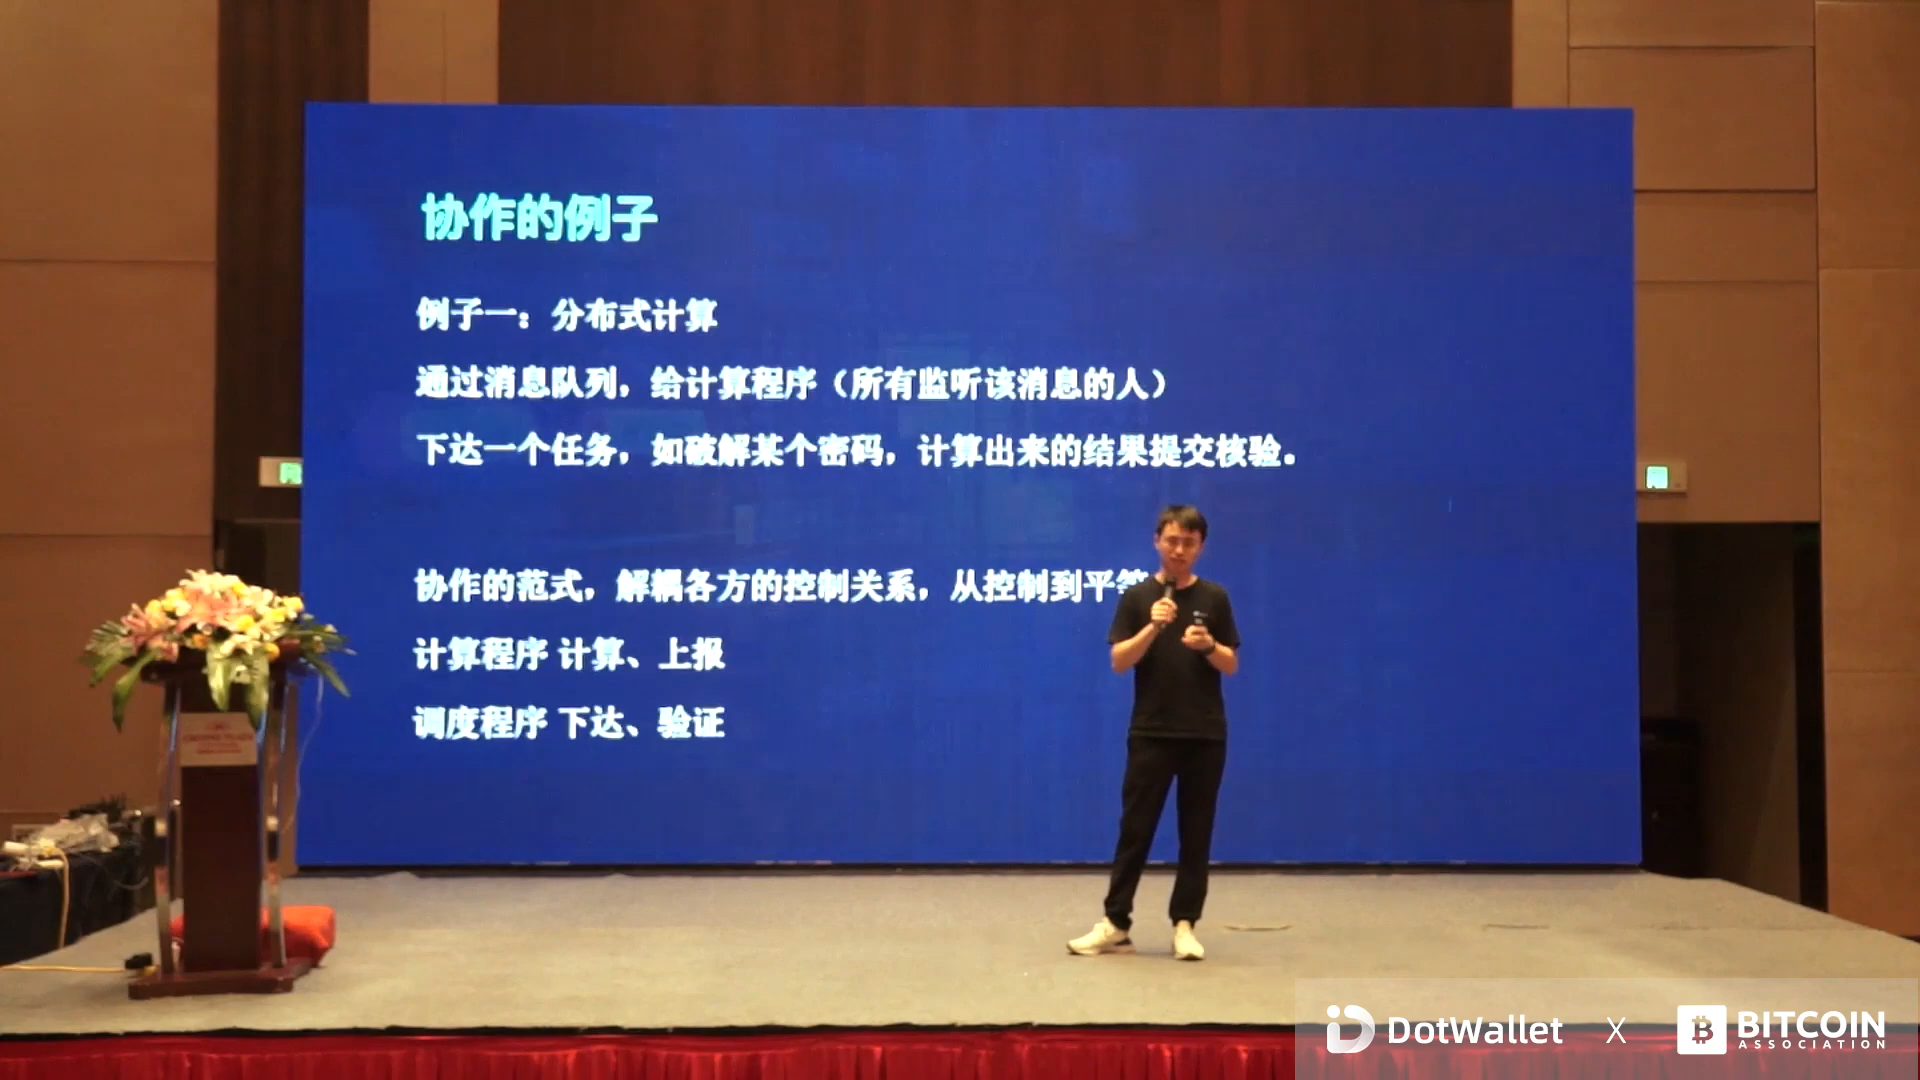 协作的例子
例子一：分布式计算
通过消息队列，给计算程序（所有监听该消息的人）
下达一个任务，如破解某个密码，计算出来的结果提交核验。
协作的范式，解耦各方的控制关系，从控制到平等
计算程序 计算、上报
调度程序 下达、验证
DotWallet X BITCOIN
ASSOCIATION